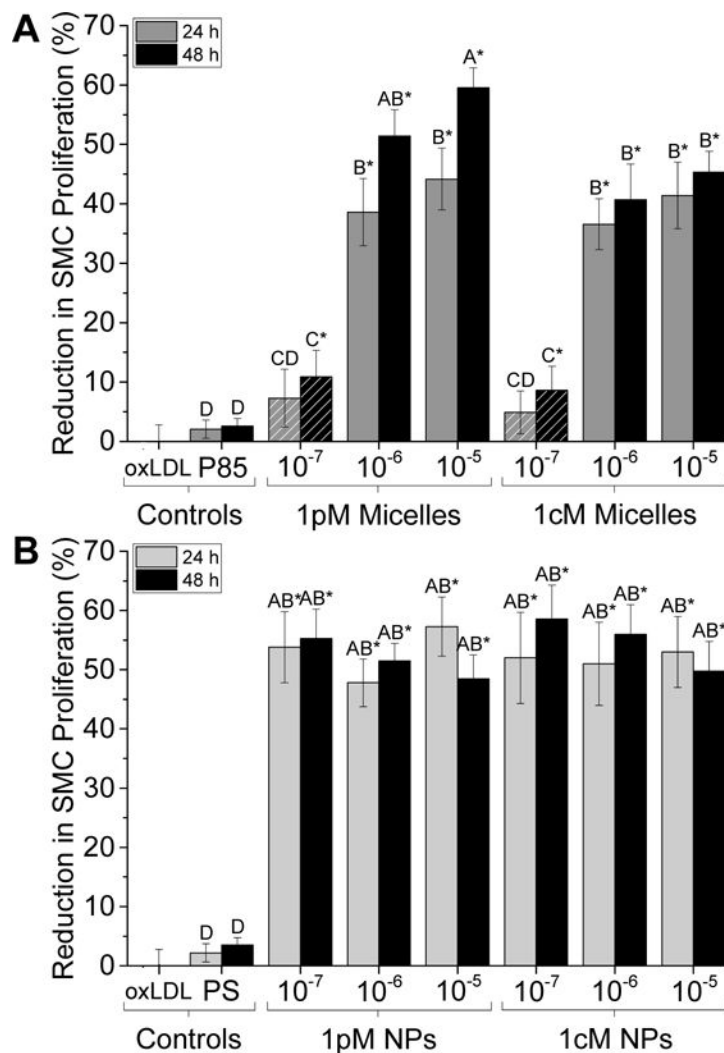 A
Reduction in SMC Proliferation (%)
70
60
50
40
30
20
10
0
24 h
48 h
D D
CD C*
B* AB*
B* A*
CD C*
B* B*
B* B*
oxLDL P85 10⁻⁷ 10⁻⁶ 10⁻⁵ 10⁻⁷ 10⁻⁶ 10⁻⁵
Controls 1pM Micelles 1cM Micelles
B
Reduction in SMC Proliferation (%)
70
60
50
40
30
20
10
0
24 h
48 h
D D
AB* AB*
AB* AB*
AB* AB*
AB* AB*
AB* AB*
AB* AB*
oxLDL PS 10⁻⁷ 10⁻⁶ 10⁻⁵ 10⁻⁷ 10⁻⁶ 10⁻⁵
Controls 1pM NPs 1cM NPs